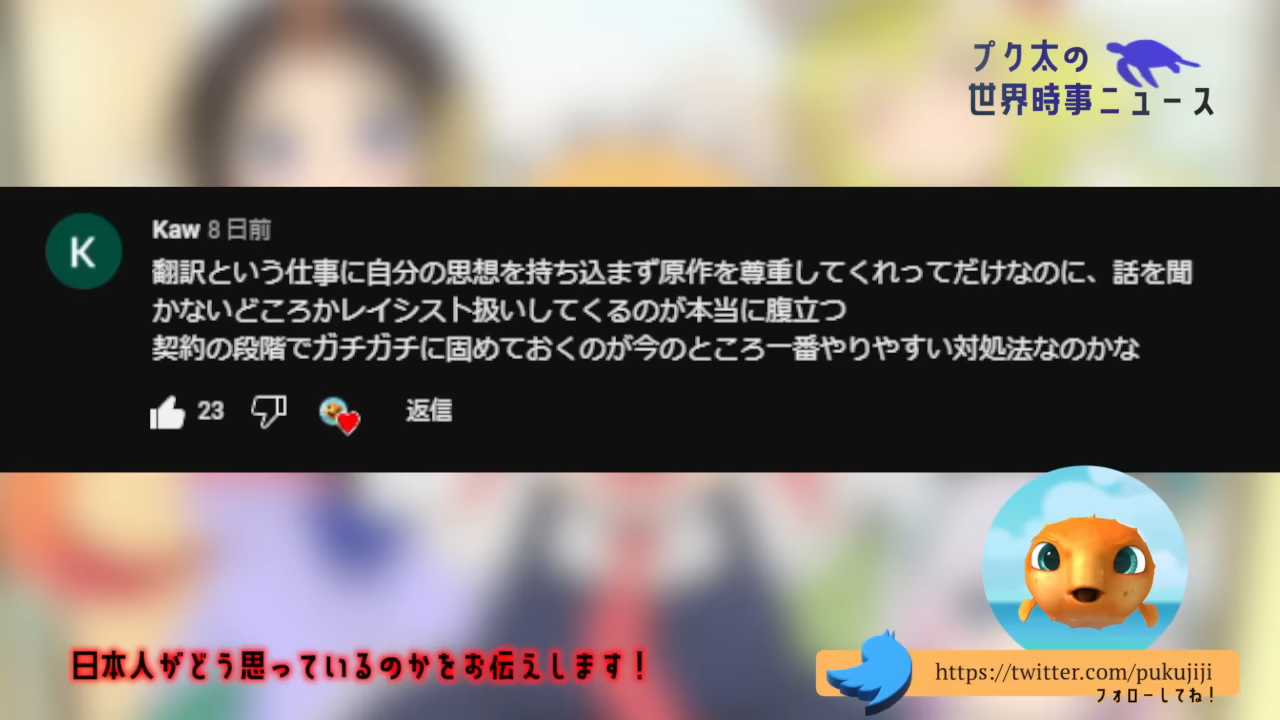 プク太の
世界時事ニュース
K
Kaw 8 日前
翻訳という仕事に自分の思想を持ち込まず原作を尊重してくれってだけなのに、話を聞
かないどころかレイシスト扱いしてくるのが本当に腹立つ
契約の段階でガチガチに固めておくのが今のところ一番やりやすい対処法なのかな
23 返信
日本人がどう思っているのかをお伝えします！
https://twitter.com/pukujiji
フォローしてね！